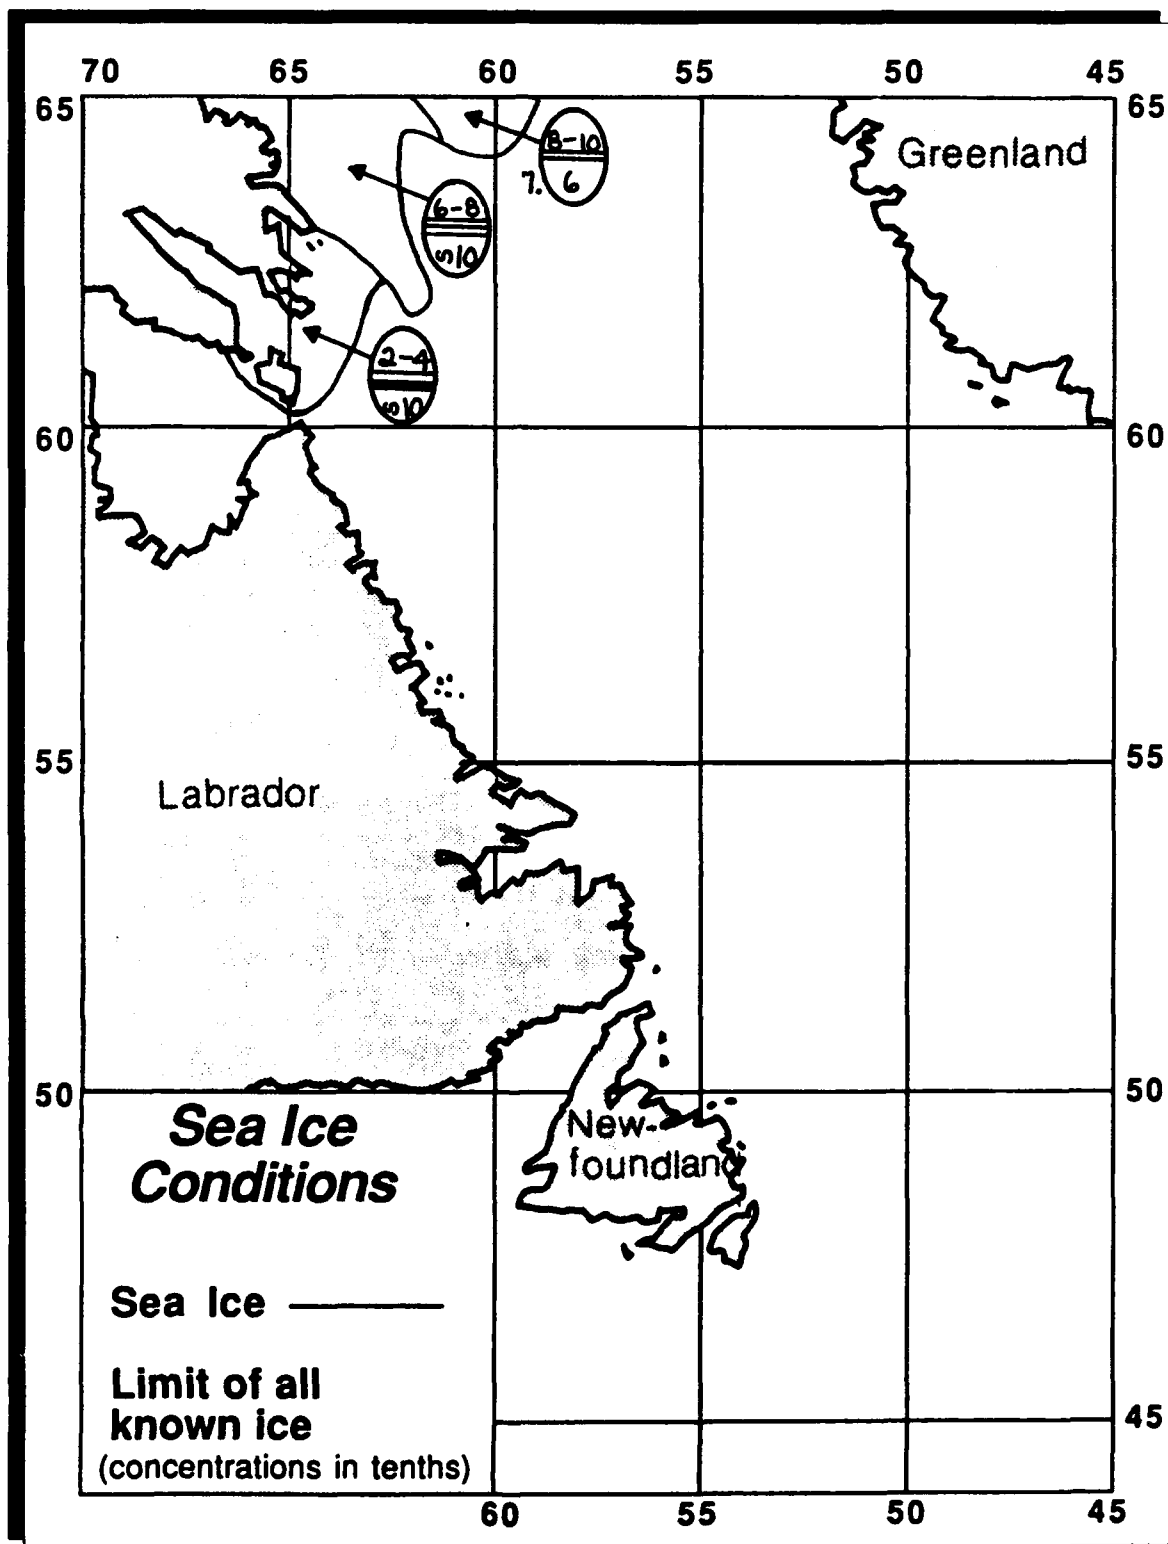 70 65 60 55 50 45
65 65
8-10
7. 6
Greenland
6-8
S10
2-4
S10
60 60
55 55
Labrador
50 50
Sea Ice
Conditions
New-
foundland
Sea Ice
Limit of all
known ice
(concentrations in tenths)
45
60 55 50 45